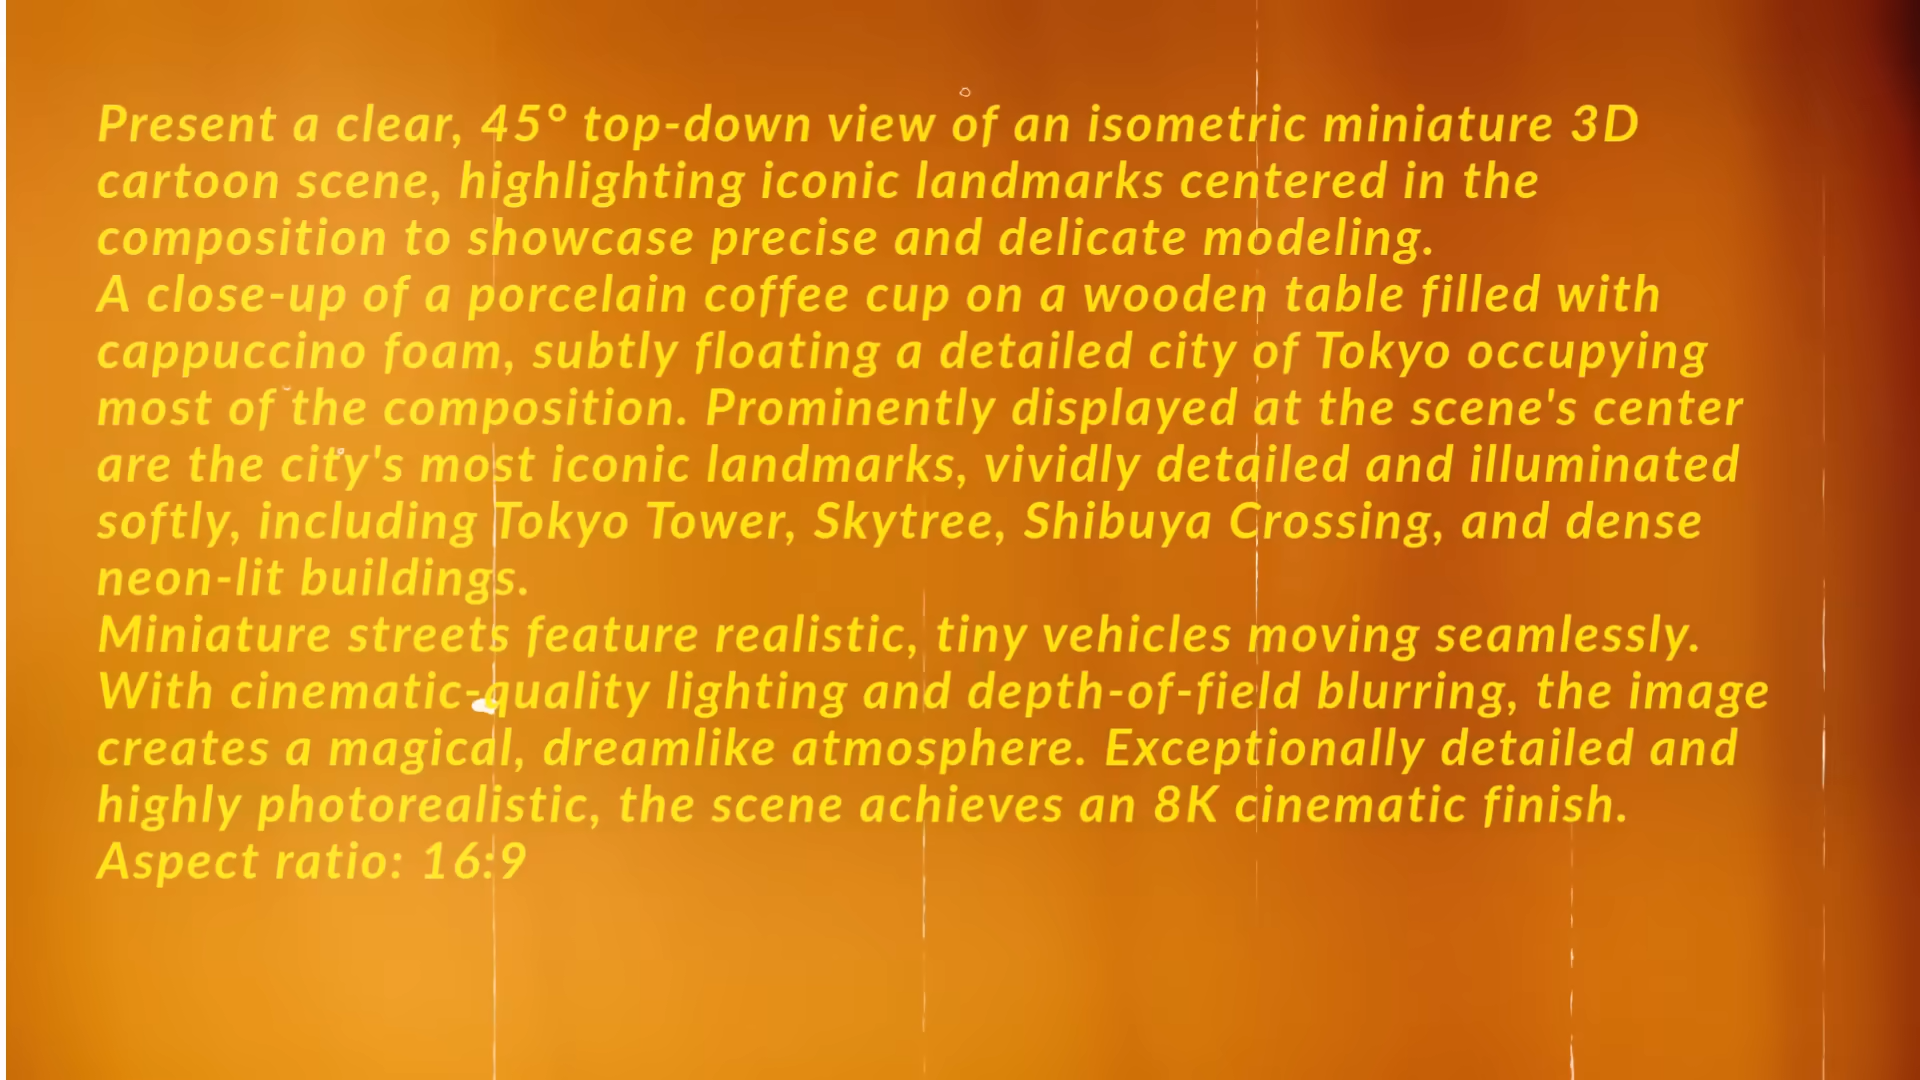 Present a clear, 45° top-down view of an isometric miniature 3D
cartoon scene, highlighting iconic landmarks centered in the
composition to showcase precise and delicate modeling.
A close-up of a porcelain coffee cup on a wooden table filled with
cappuccino foam, subtly floating a detailed city of Tokyo occupying
most of the composition. Prominently displayed at the scene's center
are the city's most iconic landmarks, vividly detailed and illuminated
softly, including Tokyo Tower, Skytree, Shibuya Crossing, and dense
neon-lit buildings.
Miniature streets feature realistic, tiny vehicles moving seamlessly.
With cinematic-quality lighting and depth-of-field blurring, the image
creates a magical, dreamlike atmosphere. Exceptionally detailed and
highly photorealistic, the scene achieves an 8K cinematic finish.
Aspect ratio: 16:9